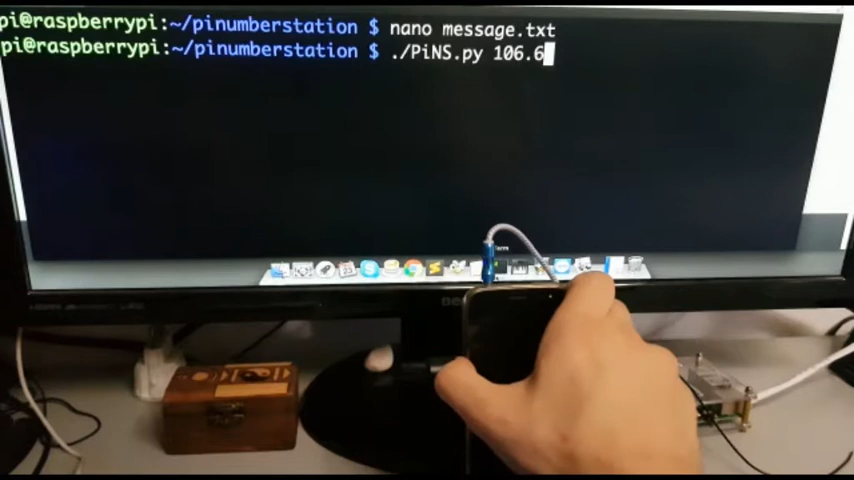 pi@raspberrypi:~/pinumberstation $ nano message.txt
pi@raspberrypi:~/pinumberstation $ ./PiNS.py 106.6